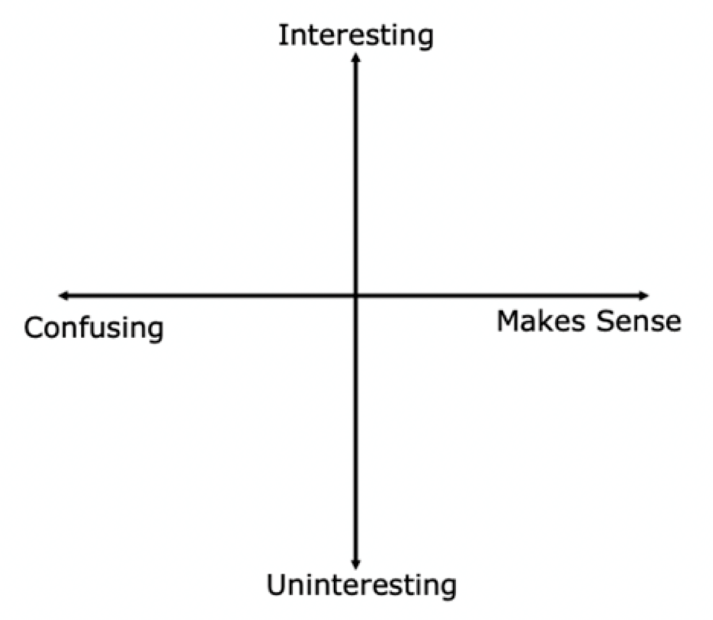 Interesting
Confusing
Makes Sense
Uninteresting